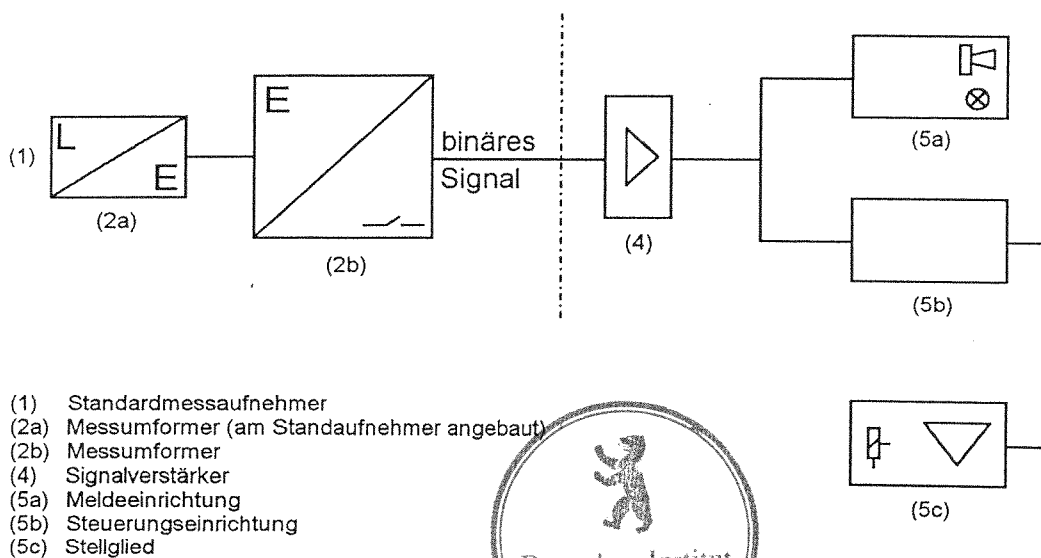 L
E
(1)
(2a)
E
(2b)
binäres
Signal
(4)
(5a)
(5b)
(5c)
(1) Standardmessaufnehmer
(2a) Messumformer (am Standaufnehmer angebaut)
(2b) Messumformer
(4) Signalverstärker
(5a) Meldeeinrichtung
(5b) Steuerungseinrichtung
(5c) Stellglied
Institut